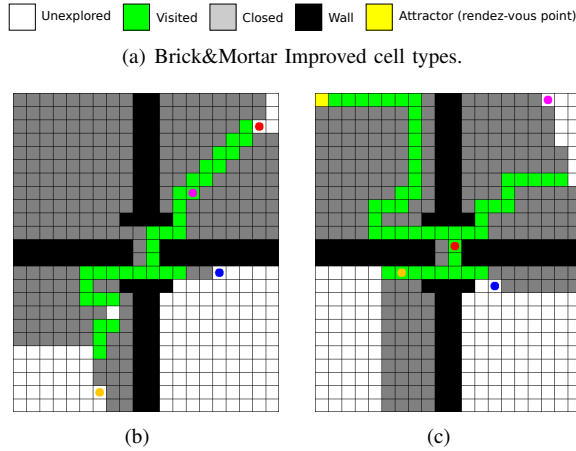 Unexplored Visited Closed Wall Attractor (rendez-vous point)
(a) Brick&Mortar Improved cell types.
(b) (c)